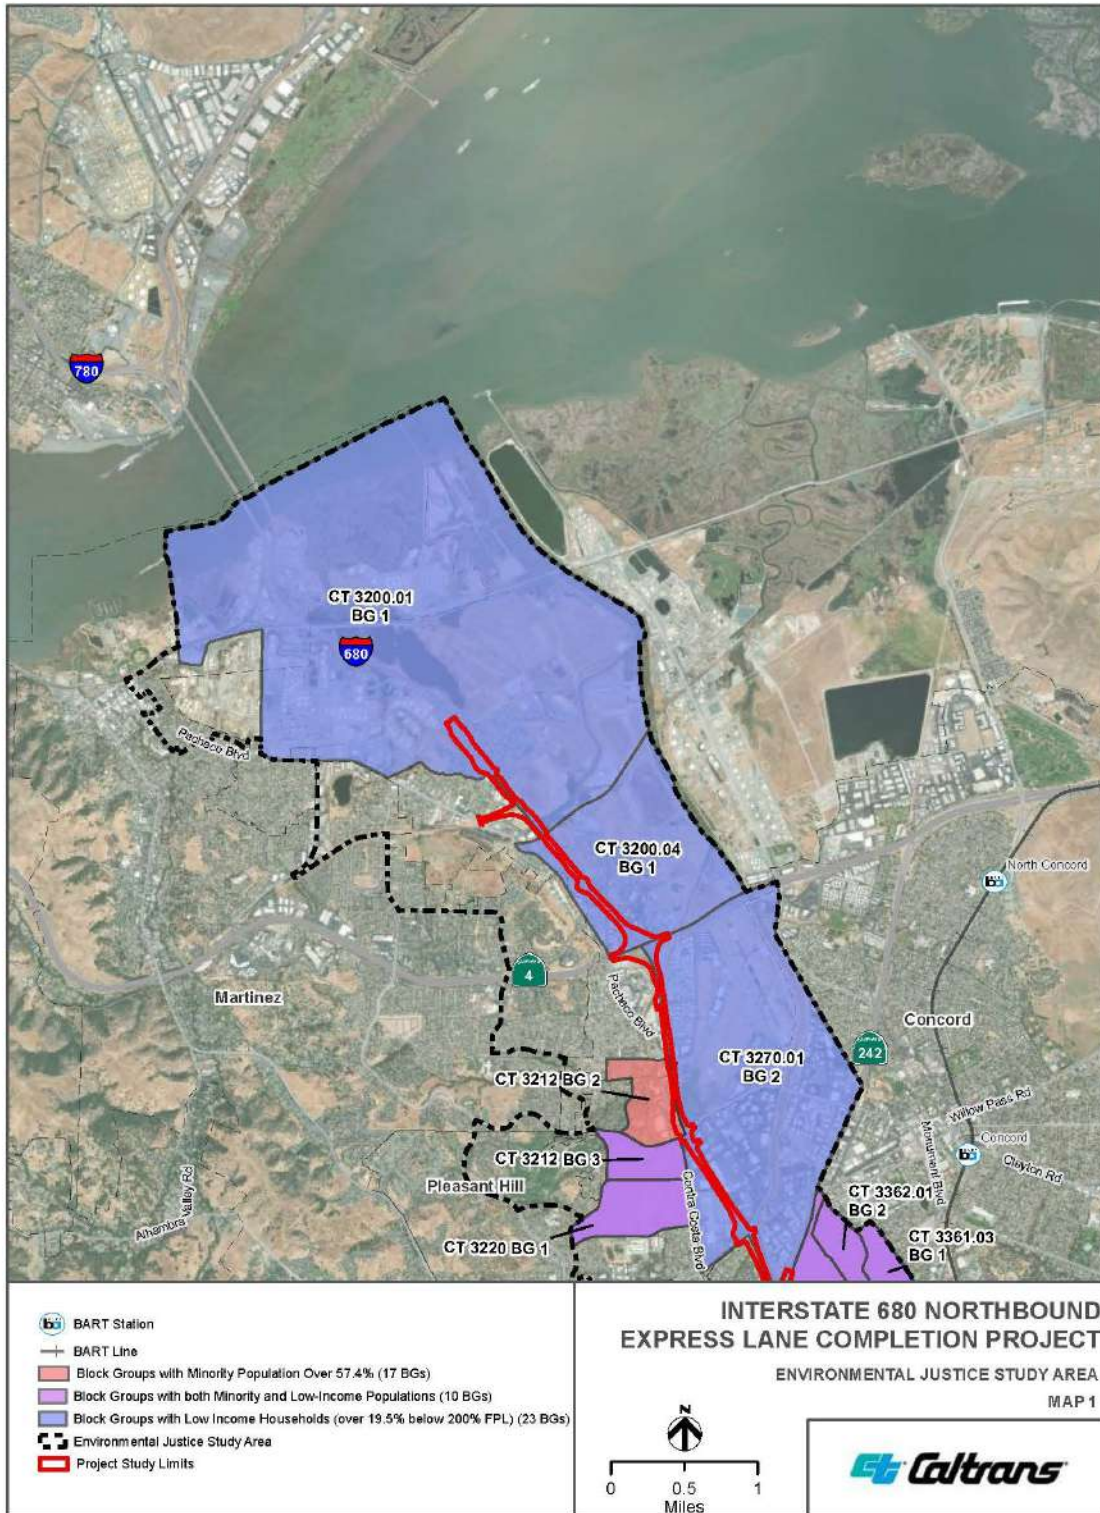 780
CT 3200.01
BG 1
680
Pacheco Blvd
CT 3200.04
BG 1
North Concord
4
Martinez
Pacheco Blvd
Concord
242
CT 3270.01
BG 2
CT 3212 BG 2
Willow Pass Rd
Monument Blvd
Concord
Clayton Rd
CT 3212 BG 3
Pleasant Hill
Alhambra Valley Rd
Contra Costa Blvd
CT 3362.01
BG 2
CT 3220 BG 1
CT 3361.03
BG 1
BART Station
BART Line
Block Groups with Minority Population Over 57.4% (17 BGs)
Block Groups with both Minority and Low-Income Populations (10 BGs)
Block Groups with Low Income Households (over 19.5% below 200% FPL) (23 BGs)
Environmental Justice Study Area
Project Study Limits
INTERSTATE 680 NORTHBOUND
EXPRESS LANE COMPLETION PROJECT
ENVIRONMENTAL JUSTICE STUDY AREA
MAP 1
N
0 0.5 1
Miles
ct Caltrans